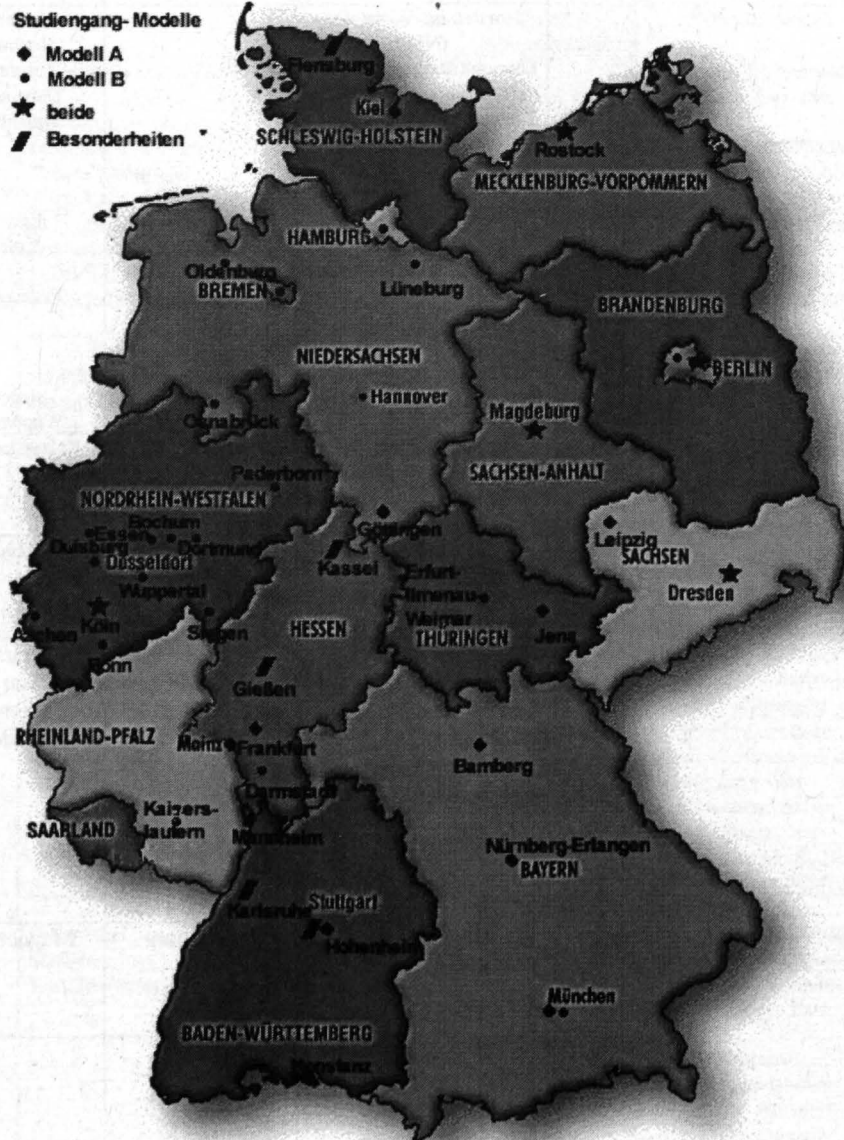 Studiengang- Modelle
Modell A
Modell B
beide
Besonderheiten
Flensburg
Kiel
SCHLESWIG-HOLSTEIN
Rostock
MECKLENBURG-VORPOMMERN
HAMBURG
Oldenburg
Lüneburg
BREMEN
BRANDENBURG
NIEDERSACHSEN
BERLIN
Hannover
Osnabrück
Magdeburg
Paderborn
SACHSEN-ANHALT
NORDRHEIN-WESTFALEN
Göttingen
Bochum
Essen
Leipzig
Duisburg
Dortmund
SACHSEN
Düsseldorf
Kassel
Erfurt-
Wuppertal
Ilmenau-
Dresden
Aachen
Köln
Siegen
HESSEN
Weimar
THÜRINGEN
Jena
Bonn
Gießen
RHEINLAND-PFALZ
Mainz
Frankfurt
Bamberg
Darmstadt
Kaisers-
lautern
SAARLAND
Mannheim
Nürnberg-Erlangen
BAYERN
Karlsruhe
Stuttgart
Hohenheim
München
BADEN-WÜRTTEMBERG
Konstanz